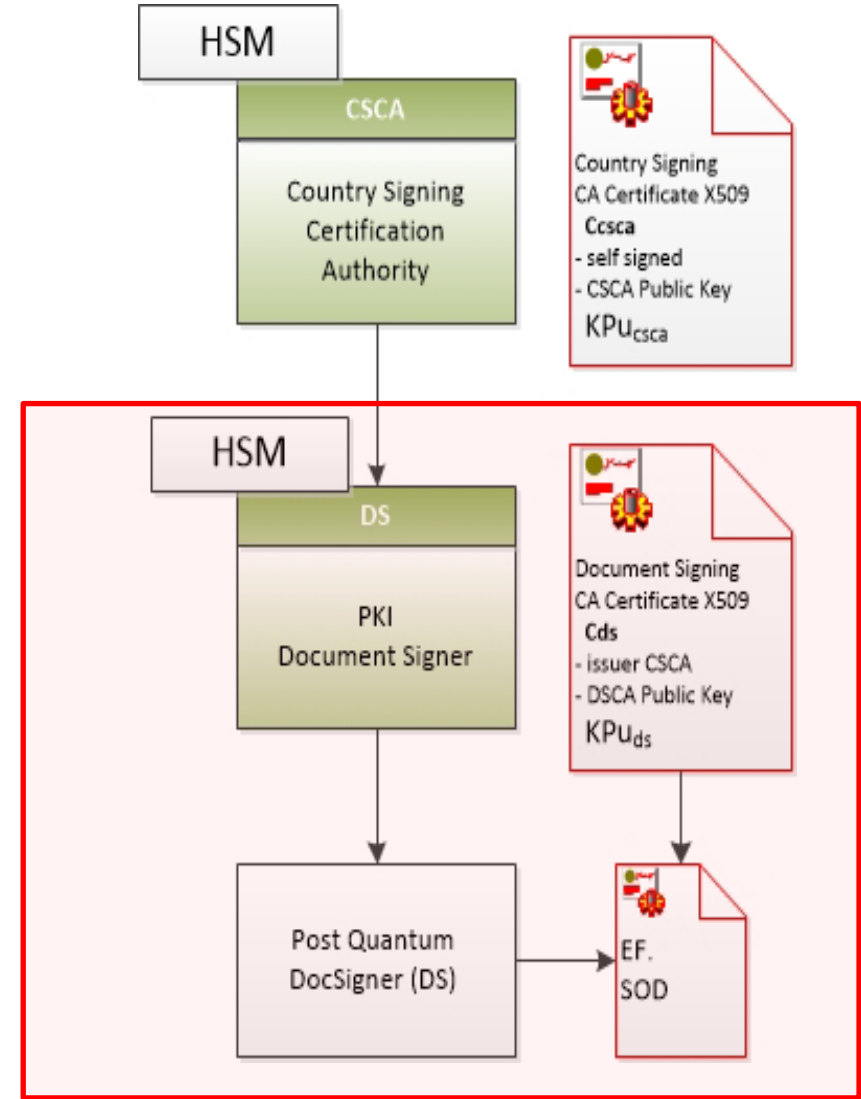 HSM
CSCA
Country Signing
Certification
Authority
Country Signing
CA Certificate X509
Ccsca
- self signed
- CSCA Public Key
KPu_csca
HSM
DS
PKI
Document Signer
Document Signing
CA Certificate X509
Cds
- issuer CSCA
- DSCA Public Key
KPu_ds
Post Quantum
DocSigner (DS)
EF.
SOD